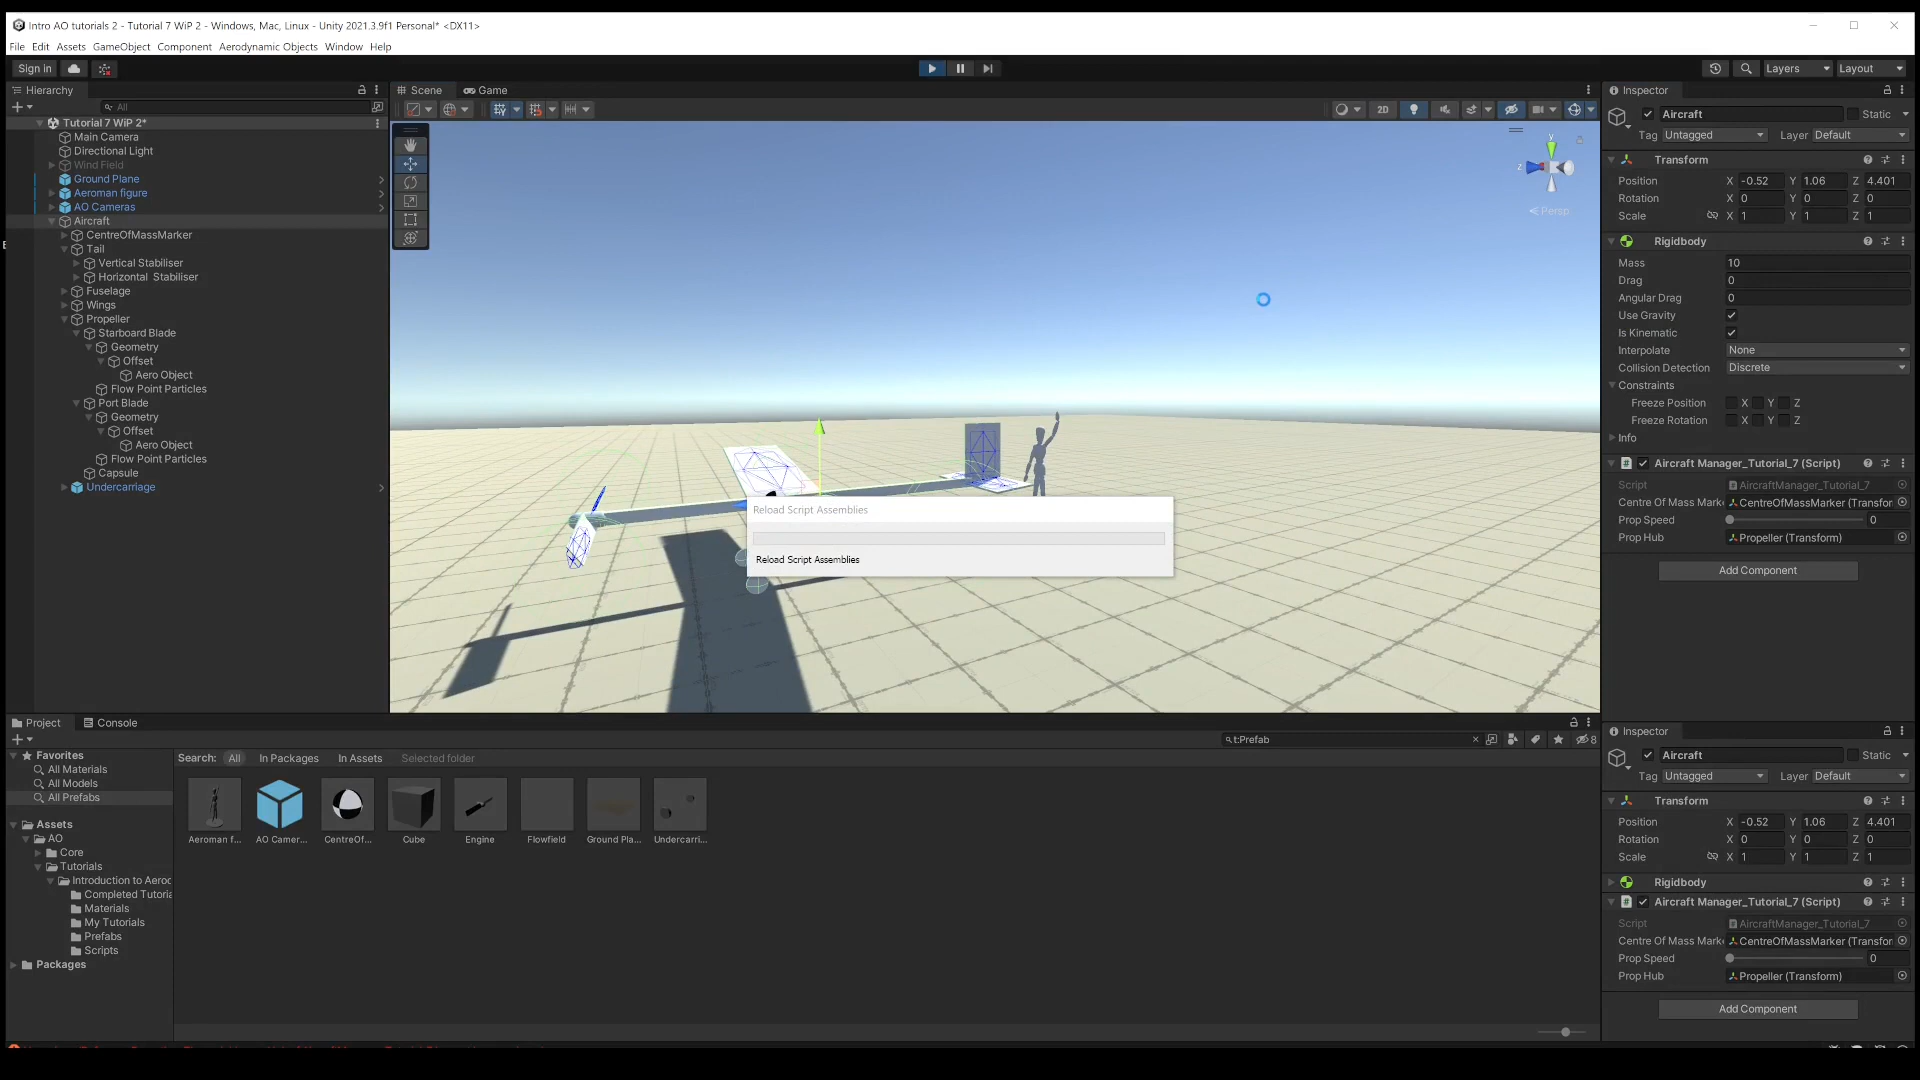 Intro AO tutorials 2 - Tutorial 7 WiP 2 - Windows, Mac, Linux - Unity 2021.3.9f1 Personal* <DX11>
File Edit Assets GameObject Component Aerodynamic Objects Window Help
Sign in
Layers
Layout
Hierarchy
All
Tutorial 7 WiP 2*
Main Camera
Directional Light
Wind Field
Ground Plane
Aeroman figure
AO Cameras
Aircraft
CentreOfMassMarker
Tail
Vertical Stabiliser
Horizontal Stabiliser
Fuselage
Wings
Propeller
Starboard Blade
Geometry
Offset
Aero Object
Flow Point Particles
Port Blade
Geometry
Offset
Aero Object
Flow Point Particles
Capsule
Undercarriage
Scene Game
2D
y
z
Persp
Reload Script Assemblies
Reload Script Assemblies
Inspector
Aircraft Static
Tag Untagged Layer Default
Transform
Position X -0.52 Y 1.06 Z 4.401
Rotation X 0 Y 0 Z 0
Scale X 1 Y 1 Z 1
Rigidbody
Mass 10
Drag 0
Angular Drag 0
Use Gravity
Is Kinematic
Interpolate None
Collision Detection Discrete
Constraints
Freeze Position X Y Z
Freeze Rotation X Y Z
Info
Aircraft Manager_Tutorial_7 (Script)
Script AircraftManager_Tutorial_7
Centre Of Mass Mark CentreOfMassMarker (Transfor
Prop Speed 0
Prop Hub Propeller (Transform)
Add Component
Project Console
t:Prefab
8
Favorites
All Materials
All Models
All Prefabs
Assets
AO
Core
Tutorials
Introduction to Aeroc
Completed Tutoria
Materials
My Tutorials
Prefabs
Scripts
Packages
Search: All In Packages In Assets Selected folder
Aeroman f...
AO Camer...
CentreOf...
Cube
Engine
Flowfield
Ground Pla...
Undercarri...
Inspector
Aircraft Static
Tag Untagged Layer Default
Transform
Position X -0.52 Y 1.06 Z 4.401
Rotation X 0 Y 0 Z 0
Scale X 1 Y 1 Z 1
Rigidbody
Aircraft Manager_Tutorial_7 (Script)
Script AircraftManager_Tutorial_7
Centre Of Mass Mark CentreOfMassMarker (Transfor
Prop Speed 0
Prop Hub Propeller (Transform)
Add Component